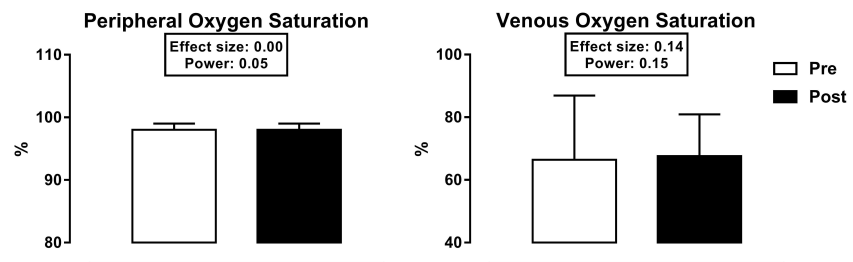 Peripheral Oxygen Saturation
Effect size: 0.00
Power: 0.05
110
100
90
80
%
Venous Oxygen Saturation
Effect size: 0.14
Power: 0.15
100
80
60
40
%
Pre
Post